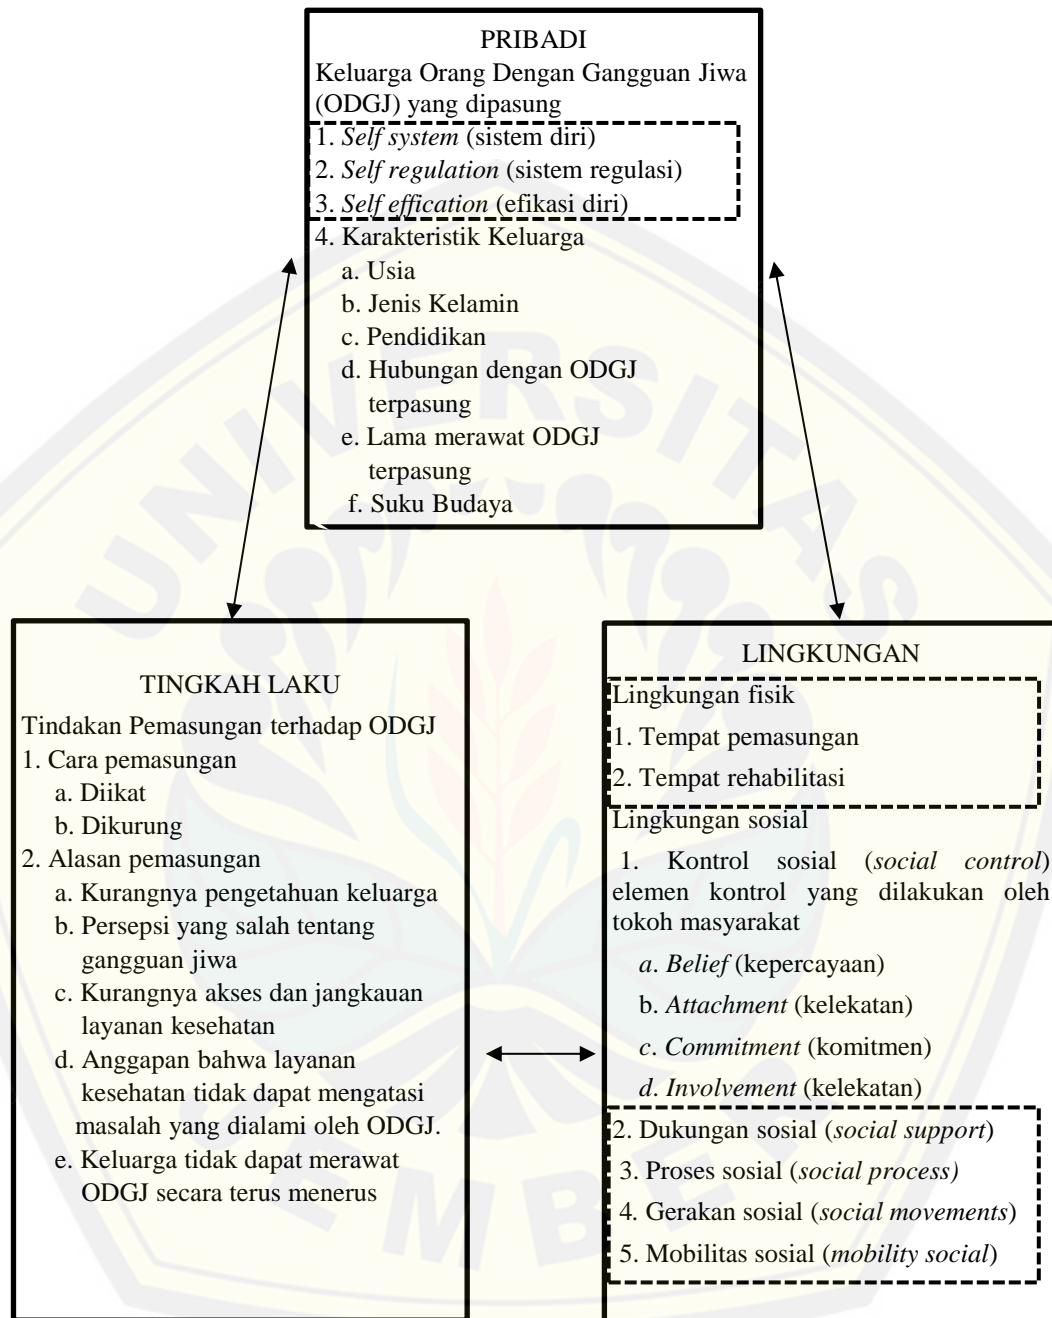 PRIBADI
Keluarga Orang Dengan Gangguan Jiwa
(ODGJ) yang dipasung
1. Self system (sistem diri)
2. Self regulation (sistem regulasi)
3. Self effication (efikasi diri)
4. Karakteristik Keluarga
a. Usia
b. Jenis Kelamin
c. Pendidikan
d. Hubungan dengan ODGJ
terpasung
e. Lama merawat ODGJ
terpasung
f. Suku Budaya
TINGKAH LAKU
Tindakan Pemasungan terhadap ODGJ
1. Cara pemasungan
a. Diikat
b. Dikurung
2. Alasan pemasungan
a. Kurangnya pengetahuan keluarga
b. Persepsi yang salah tentang
gangguan jiwa
c. Kurangnya akses dan jangkauan
layanan kesehatan
d. Anggapan bahwa layanan
kesehatan tidak dapat mengatasi
masalah yang dialami oleh ODGJ.
e. Keluarga tidak dapat merawat
ODGJ secara terus menerus
LINGKUNGAN
Lingkungan fisik
1. Tempat pemasungan
2. Tempat rehabilitasi
Lingkungan sosial
1. Kontrol sosial (social control)
elemen kontrol yang dilakukan oleh
tokoh masyarakat
a. Belief (kepercayaan)
b. Attachment (kelekatan)
c. Commitment (komitmen)
d. Involvement (kelekatan)
2. Dukungan sosial (social support)
3. Proses sosial (social process)
4. Gerakan sosial (social movements)
5. Mobilitas sosial (mobility social)
UNIVERSITAS
EMBE